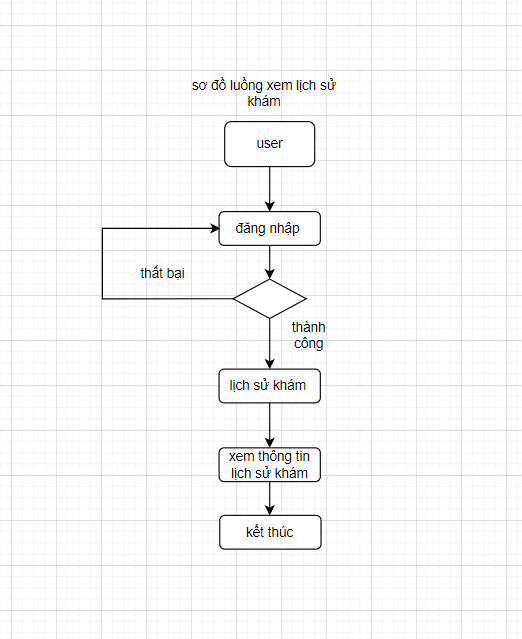 sơ đồ luồng xem lịch sử
khám
user
đăng nhập
thất bại
thành
công
lịch sử khám
xem thông tin
lịch sử khám
kết thúc